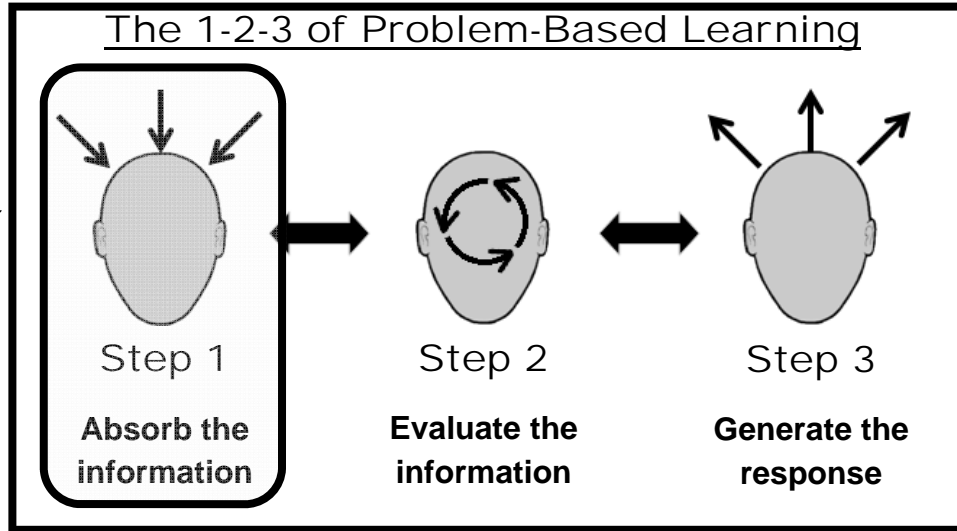 The 1-2-3 of Problem-Based Learning
Step 1
Step 2
Step 3
Absorb the
information
Evaluate the
information
Generate the
response